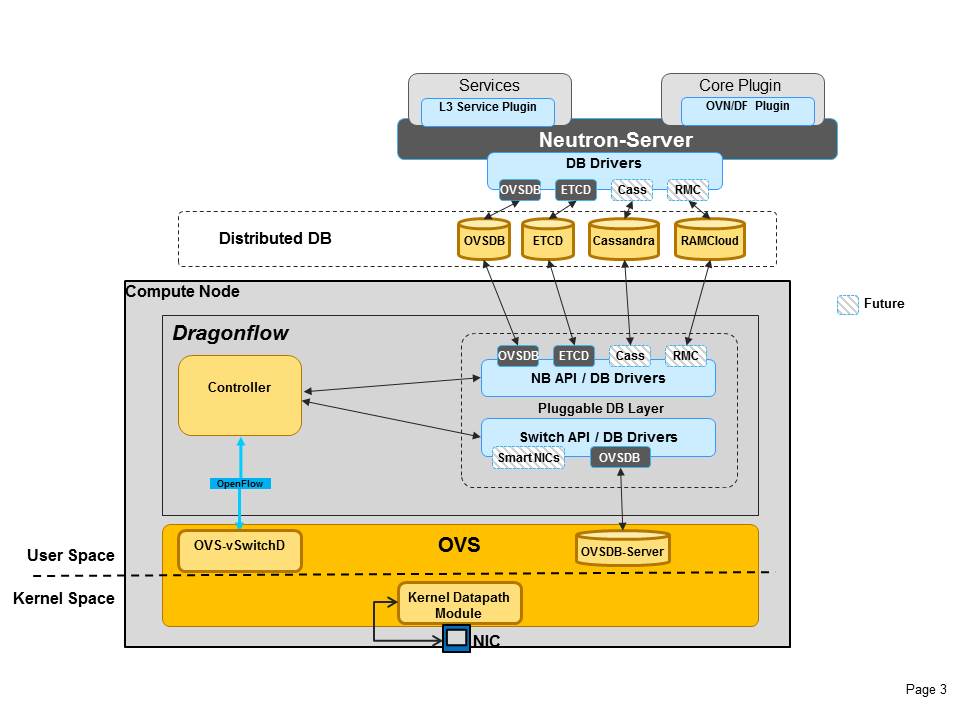 Services
Core Plugin
L3 Service Plugin
OVN/DF Plugin
Neutron-Server
DB Drivers
OVSDB
ETCD
Cass
RMC
Distributed DB
OVSDB
ETCD
Cassandra
RAMCloud
Compute Node
Future
Dragonflow
OVSDB
ETCD
Cass
RMC
Controller
NB API / DB Drivers
Pluggable DB Layer
Switch API / DB Drivers
Smart NICs
OVSDB
OpenFlow
OVS-vSwitchD
OVS
OVSDB-Server
User Space
Kernel Space
Kernel Datapath
Module
NIC
Page 3